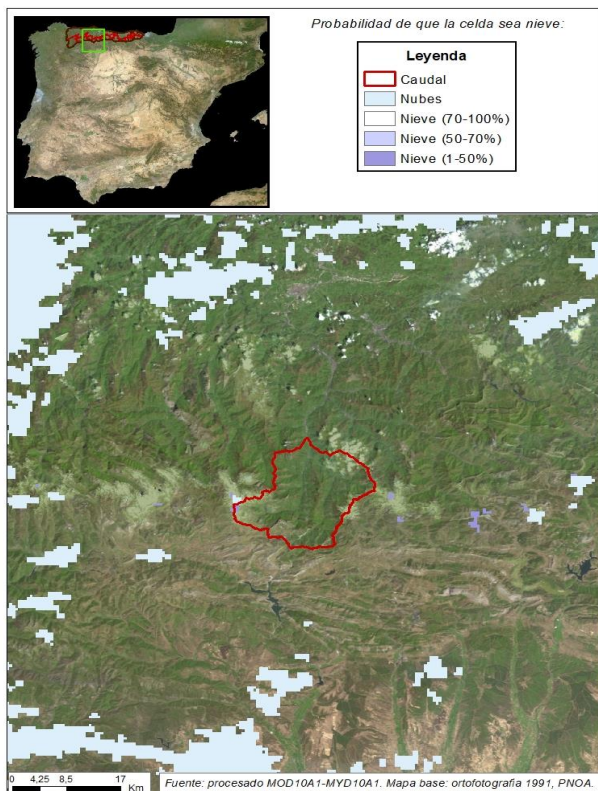 Probabilidad de que la celda sea nieve:
Leyenda
Caudal
Nubes
Nieve (70-100%)
Nieve (50-70%)
Nieve (1-50%)
0 4,25 8,5 17
Km
Fuente: procesado MOD10A1-MYD10A1. Mapa base: ortofotografia 1991, PNOA.